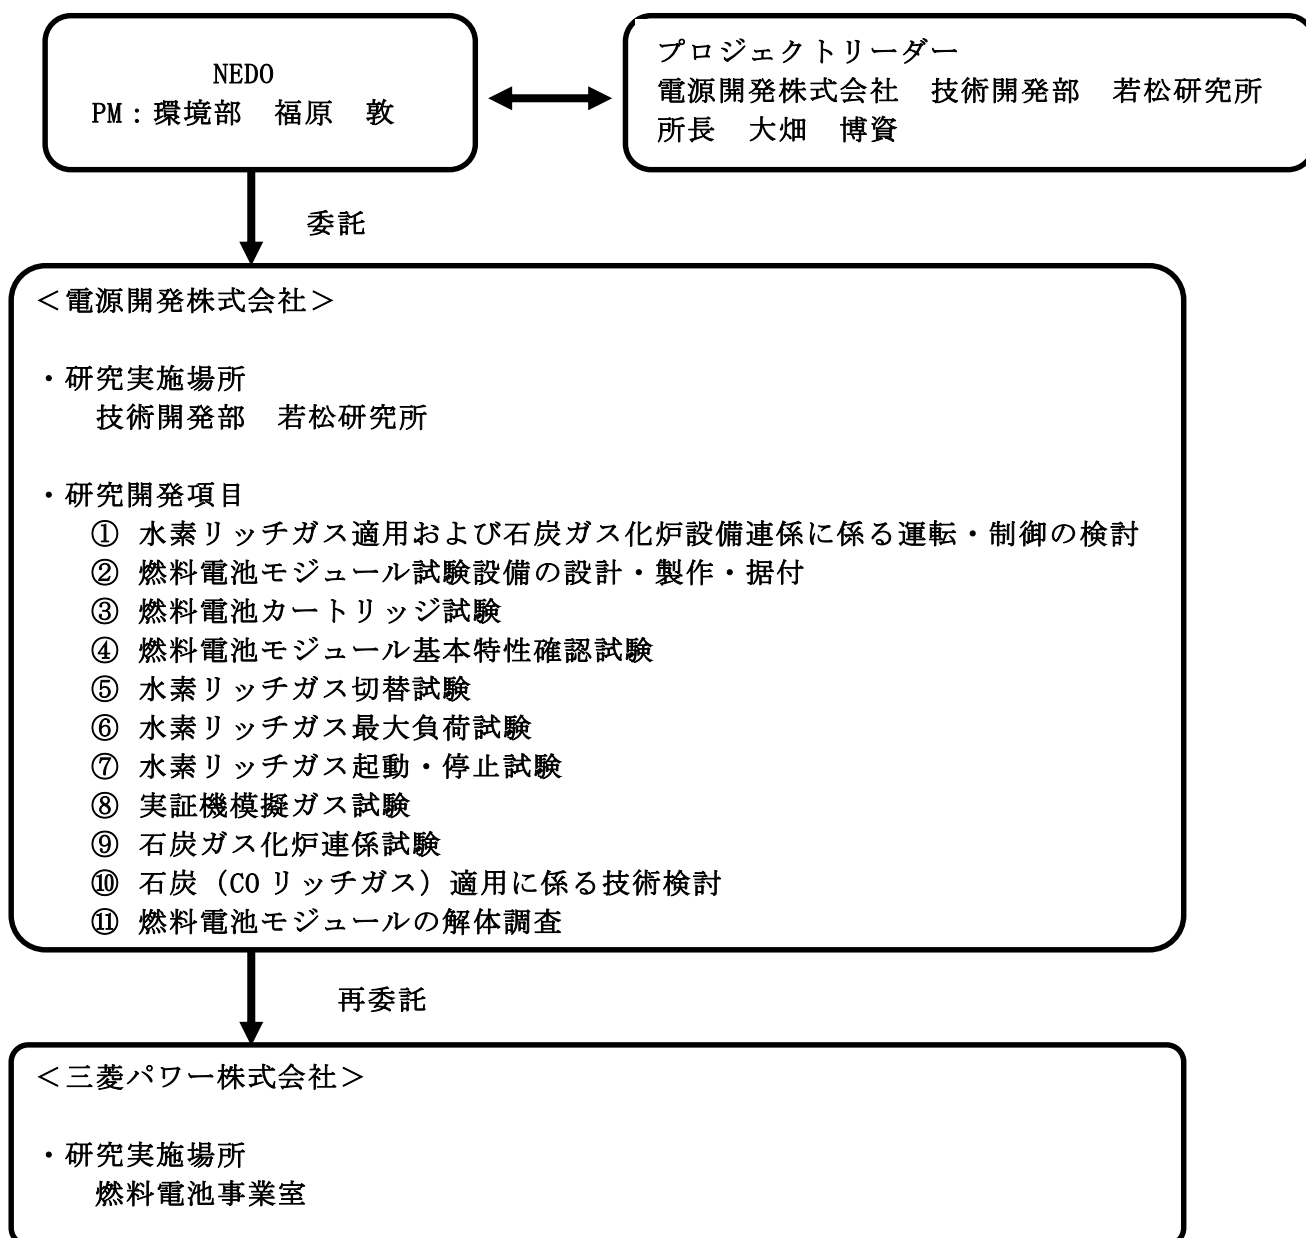 NEDO
PM：環境部　福原　敦
プロジェクトリーダー
電源開発株式会社　技術開発部　若松研究所
所長　大畑　博資
委託
＜電源開発株式会社＞
・研究実施場所
技術開発部　若松研究所
・研究開発項目
① 水素リッチガス適用および石炭ガス化炉設備連係に係る運転・制御の検討
② 燃料電池モジュール試験設備の設計・製作・据付
③ 燃料電池カートリッジ試験
④ 燃料電池モジュール基本特性確認試験
⑤ 水素リッチガス切替試験
⑥ 水素リッチガス最大負荷試験
⑦ 水素リッチガス起動・停止試験
⑧ 実証機模擬ガス試験
⑨ 石炭ガス化炉連係試験
⑩ 石炭（CO リッチガス）適用に係る技術検討
⑪ 燃料電池モジュールの解体調査
再委託
＜三菱パワー株式会社＞
・研究実施場所
燃料電池事業室